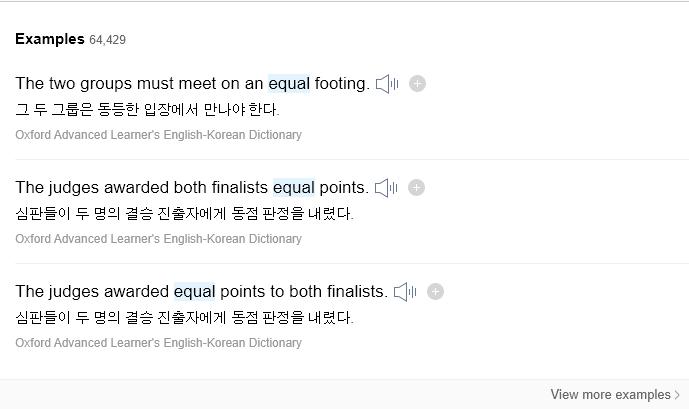 Examples 64,429
The two groups must meet on an equal footing.
그 두 그룹은 동등한 입장에서 만나야 한다.
Oxford Advanced Learner's English-Korean Dictionary
The judges awarded both finalists equal points.
심판들이 두 명의 결승 진출자에게 동점 판정을 내렸다.
Oxford Advanced Learner's English-Korean Dictionary
The judges awarded equal points to both finalists.
심판들이 두 명의 결승 진출자에게 동점 판정을 내렸다.
Oxford Advanced Learner's English-Korean Dictionary
View more examples